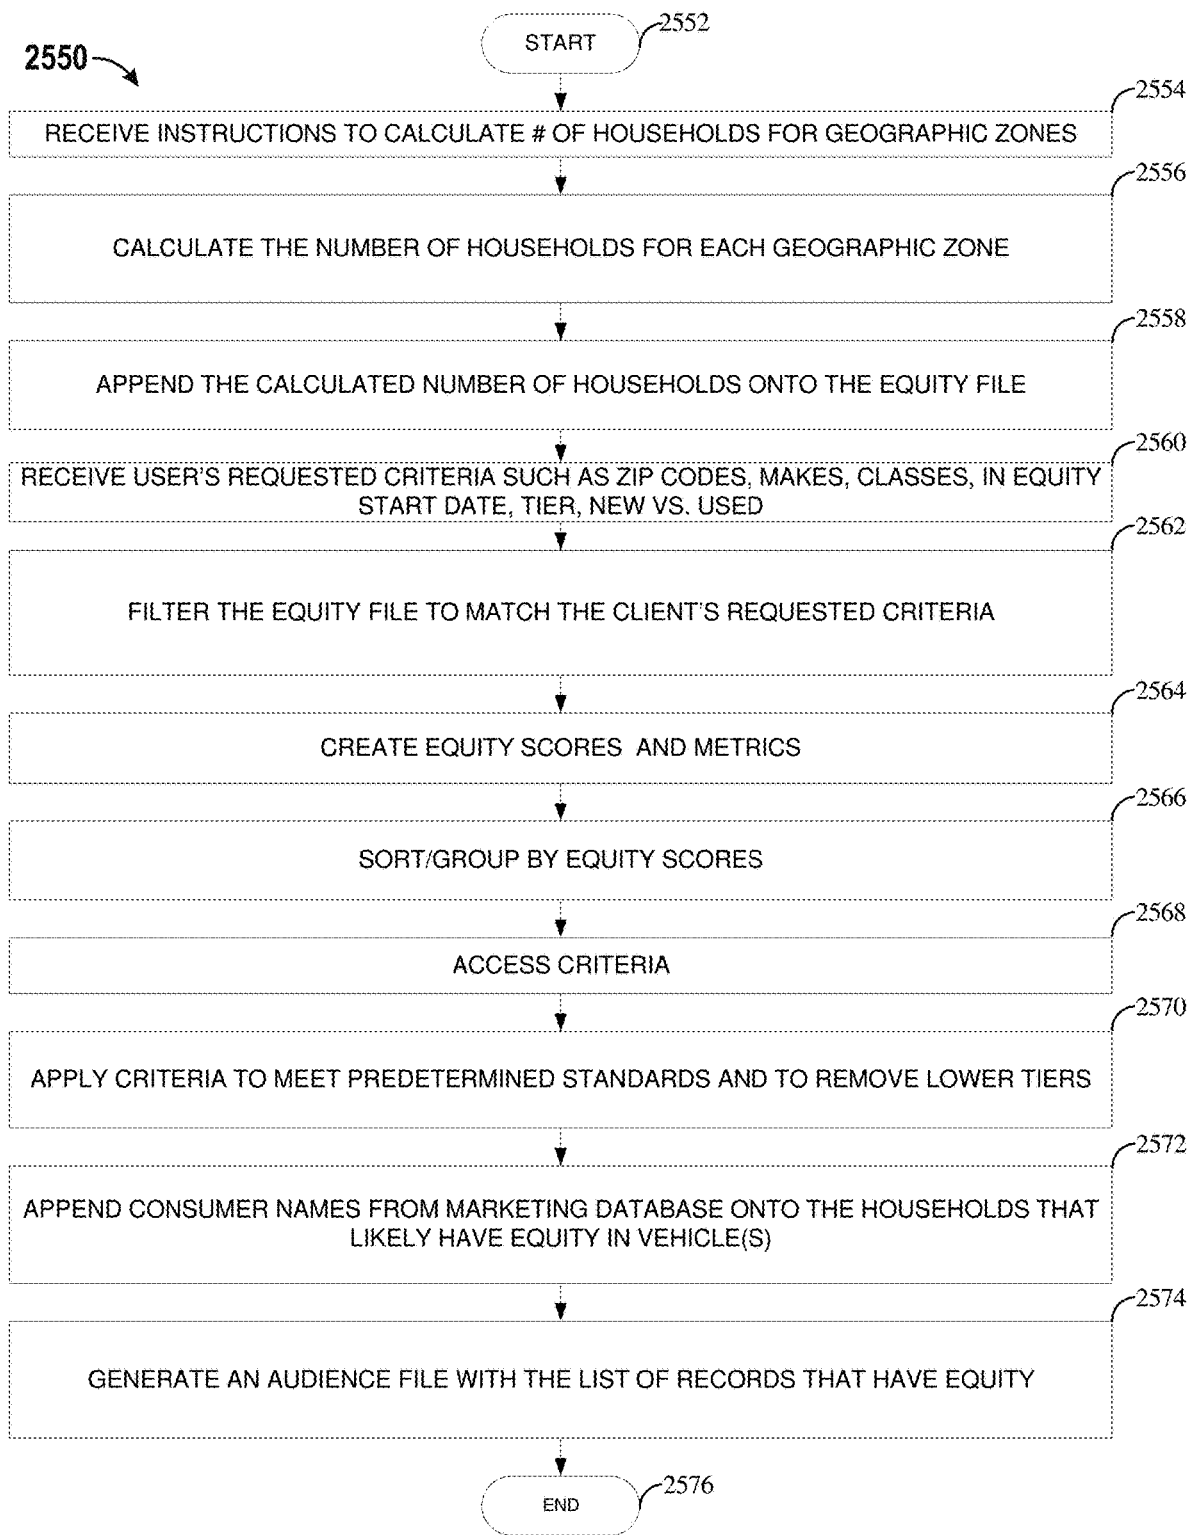 2552
START
2550
2554
RECEIVE INSTRUCTIONS TO CALCULATE # OF HOUSEHOLDS FOR GEOGRAPHIC ZONES
2556
CALCULATE THE NUMBER OF HOUSEHOLDS FOR EACH GEOGRAPHIC ZONE
2558
APPEND THE CALCULATED NUMBER OF HOUSEHOLDS ONTO THE EQUITY FILE
2560
RECEIVE USER'S REQUESTED CRITERIA SUCH AS ZIP CODES, MAKES, CLASSES, IN EQUITY
START DATE, TIER, NEW VS. USED
2562
FILTER THE EQUITY FILE TO MATCH THE CLIENT'S REQUESTED CRITERIA
2564
CREATE EQUITY SCORES AND METRICS
2566
SORT/GROUP BY EQUITY SCORES
2568
ACCESS CRITERIA
2570
APPLY CRITERIA TO MEET PREDETERMINED STANDARDS AND TO REMOVE LOWER TIERS
2572
APPEND CONSUMER NAMES FROM MARKETING DATABASE ONTO THE HOUSEHOLDS THAT
LIKELY HAVE EQUITY IN VEHICLE(S)
2574
GENERATE AN AUDIENCE FILE WITH THE LIST OF RECORDS THAT HAVE EQUITY
2576
END